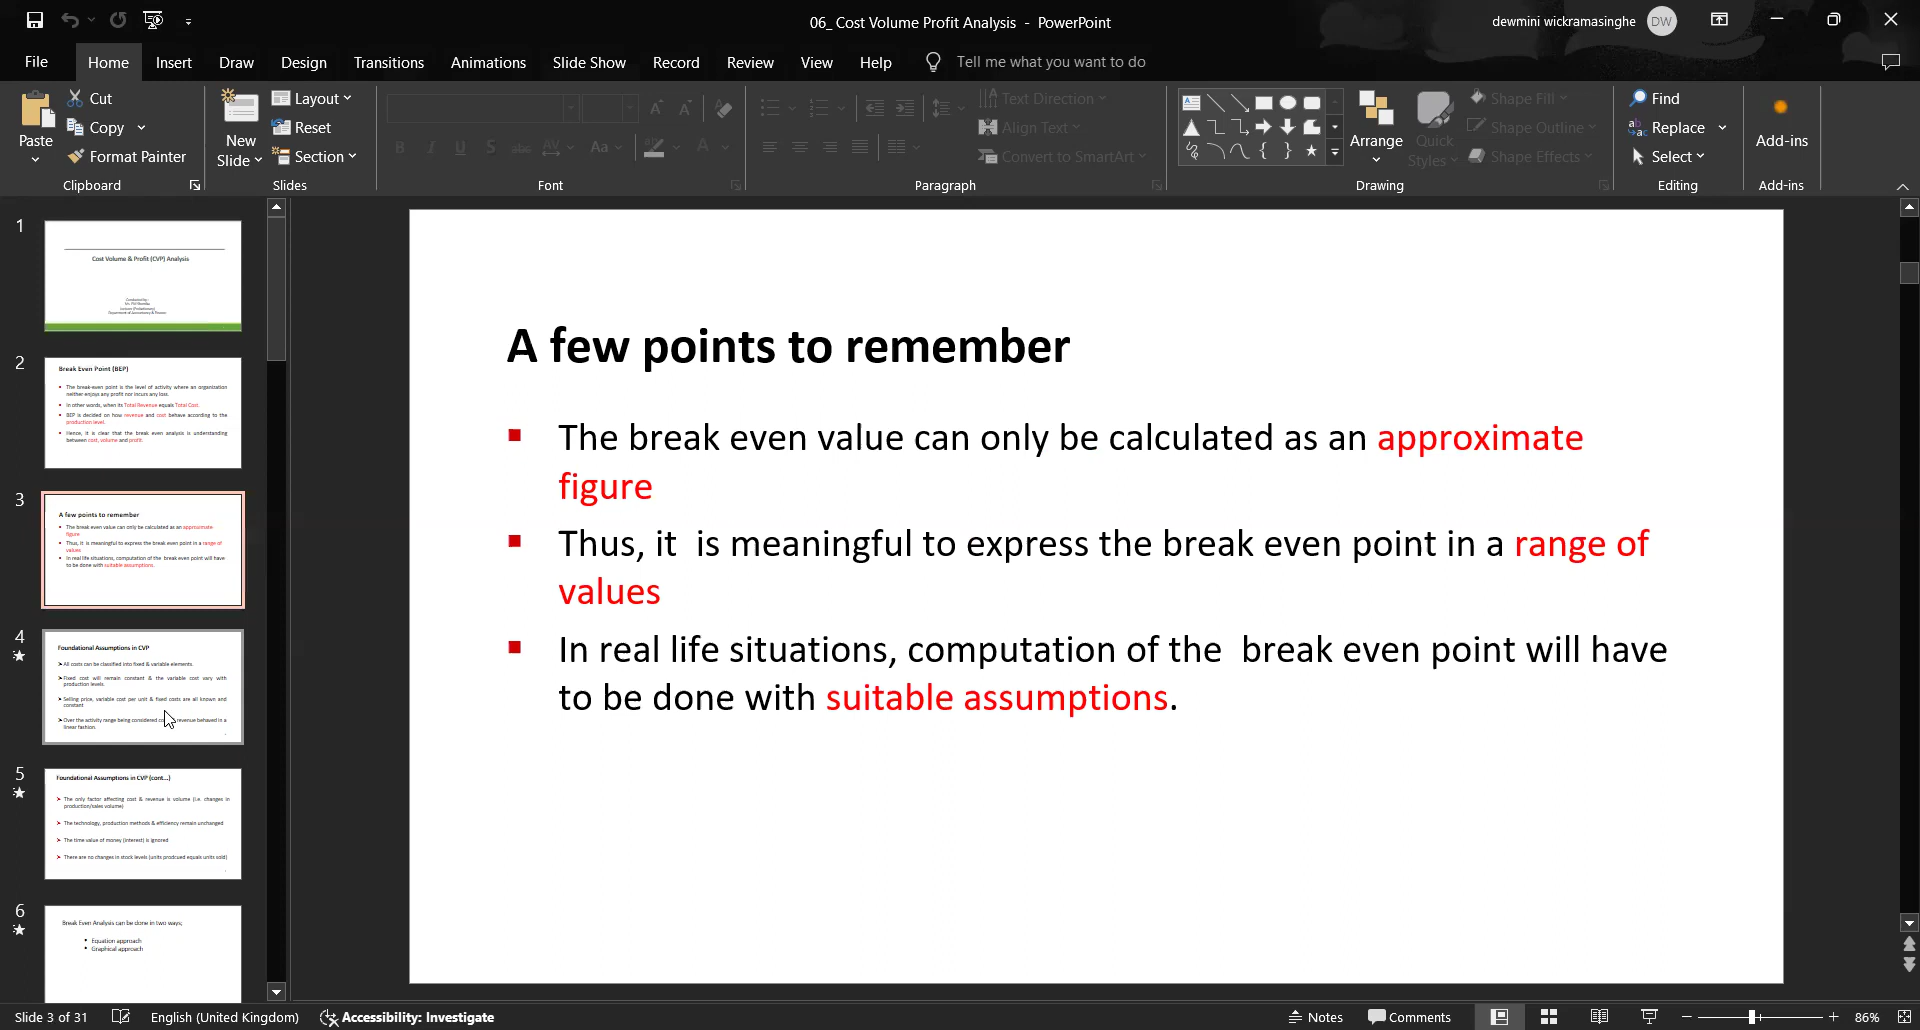 06_ Cost Volume Profit Analysis - PowerPoint
dewmini wickramasinghe DW
File Home Insert Draw Design Transitions Animations Slide Show Record Review View Help Tell me what you want to do
Paste
Cut
Copy
Format Painter
Clipboard
New
Slide
Layout
Reset
Section
Slides
B I U S abc AV Aa A
Font
Text Direction
Align Text
Convert to SmartArt
Paragraph
Arrange
Quick
Styles
Shape Fill
Shape Outline
Shape Effects
Drawing
Find
Replace
Select
Editing
Add-ins
Add-ins
1
Cost Volume & Profit (CVP) Analysis
2
Break Even Point (BEP)
The break-even point is the level of activity where an organization
neither enjoys any profit nor incurs any loss.
In other words, when its Total Revenue equals Total Cost.
BEP is decided on how revenue and cost behave according to the
production level.
Hence, it is clear that the break even analysis is understanding
between cost, volume and profit.
3
A few points to remember
The break even value can only be calculated as an approximate
figure
Thus, it is meaningful to express the break even point in a range of
values
In real life situations, computation of the break even point will have
to be done with suitable assumptions.
4
Foundational Assumptions in CVP
All costs can be classified into fixed & variable elements.
Fixed cost will remain constant & the variable cost vary with
production levels.
Selling price, variable cost per unit & fixed costs are all known and
constant
Over the activity range being considered revenue behaved in a
linear fashion.
5
Foundational Assumptions in CVP (cont...)
The only factor affecting cost & revenue is volume (i.e. changes in
production/sales volume)
The technology, production methods & efficiency remain unchanged
The time value of money (interest) is ignored
There are no changes in stock levels (units prodcued equals units sold)
6
Break Even Analysis can be done in two ways;
Equation approach
Graphical approach
A few points to remember
The break even value can only be calculated as an approximate
figure
Thus, it is meaningful to express the break even point in a range of
values
In real life situations, computation of the break even point will have
to be done with suitable assumptions.
Slide 3 of 31 English (United Kingdom) Accessibility: Investigate Notes Comments 86%